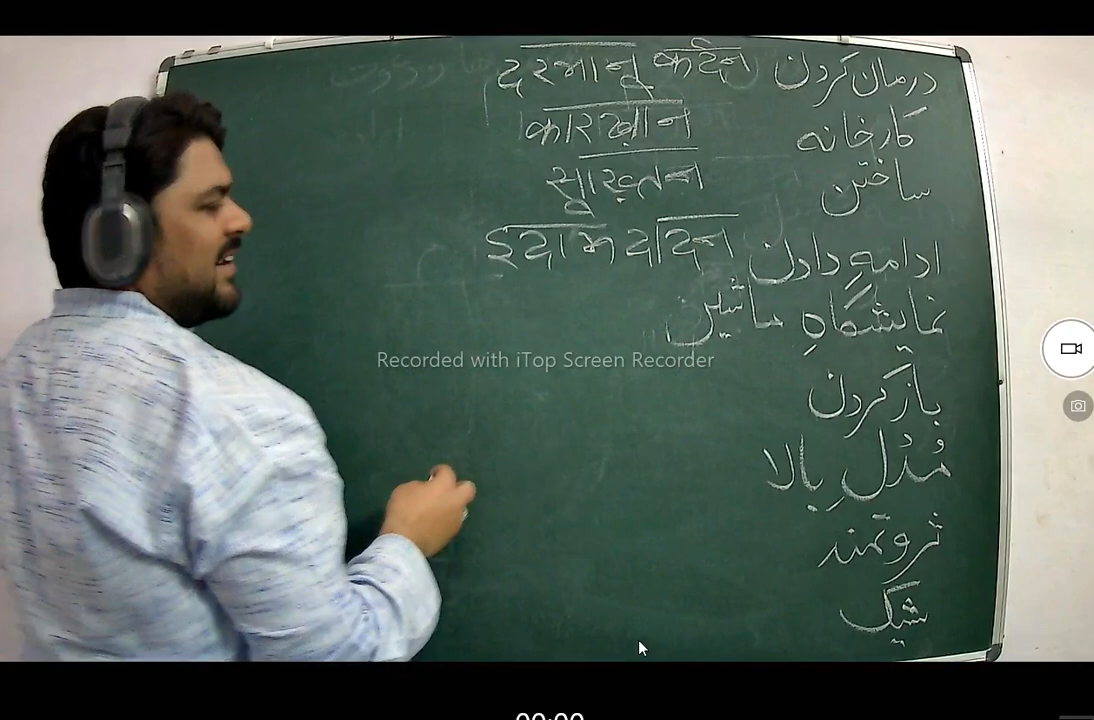 درمان کردن दरमान कर्दन
کارخانه कारखान
ساختن साख़्तन
ادامهِ دادن इदाम दादन
نمایشگاهِ ماشین
Recorded with iTop Screen Recorder
باز کردن
مُدلِ بالا
ثروتمند
شیک
00:00